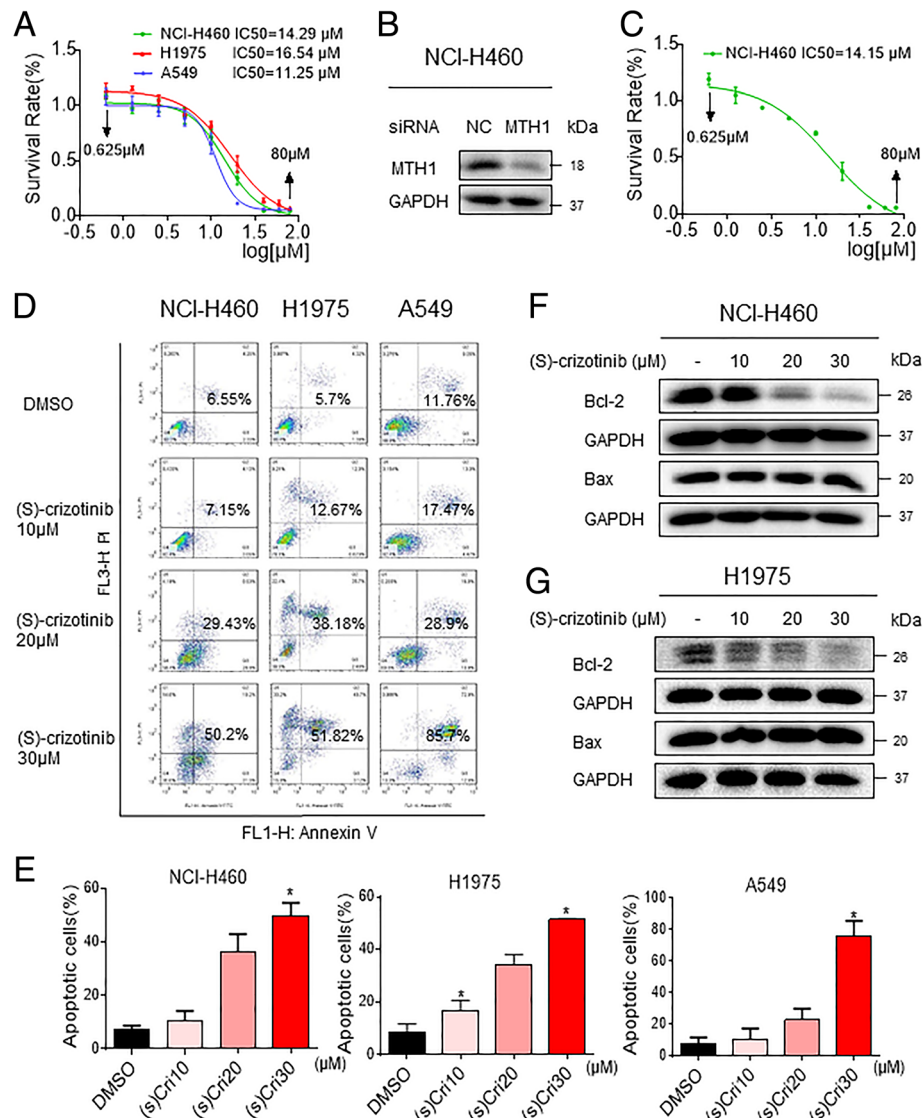 A
NCI-H460 IC50=14.29 µM
H1975 IC50=16.54 µM
A549 IC50=11.25 µM
Survival Rate(%)
1.5
1.0
0.5
0.0
0.625µM
80µM
-0.5 0.0 0.5 1.0 1.5 2.0
log[µM]
B
NCI-H460
siRNA NC MTH1 kDa
MTH1 18
GAPDH 37
C
NCI-H460 IC50=14.15 µM
Survival Rate(%)
1.5
1.0
0.5
0.0
0.625µM
80µM
-0.5 0.0 0.5 1.0 1.5 2.0
log[µM]
D
NCI-H460 H1975 A549
DMSO
6.55% 5.7% 11.76%
(S)-crizotinib
10µM
7.15% 12.67% 17.47%
(S)-crizotinib
20µM
29.43% 38.18% 28.9%
(S)-crizotinib
30µM
50.2% 51.82% 85.7%
FL3-H: PI
FL1-H: Annexin V
F
NCI-H460
(S)-crizotinib (µM) - 10 20 30 kDa
Bcl-2 26
GAPDH 37
Bax 20
GAPDH 37
G
H1975
(S)-crizotinib (µM) - 10 20 30 kDa
Bcl-2 26
GAPDH 37
Bax 20
GAPDH 37
E
NCI-H460
Apoptotic cells(%)
60
40
20
0
*
DMSO (s)Cri10 (s)Cri20 (s)Cri30 (µM)
H1975
Apoptotic cells(%)
60
40
20
0
* *
DMSO (s)Cri10 (s)Cri20 (s)Cri30 (µM)
A549
Apoptotic cells(%)
100
80
60
40
20
0
*
DMSO (s)Cri10 (s)Cri20 (s)Cri30 (µM)